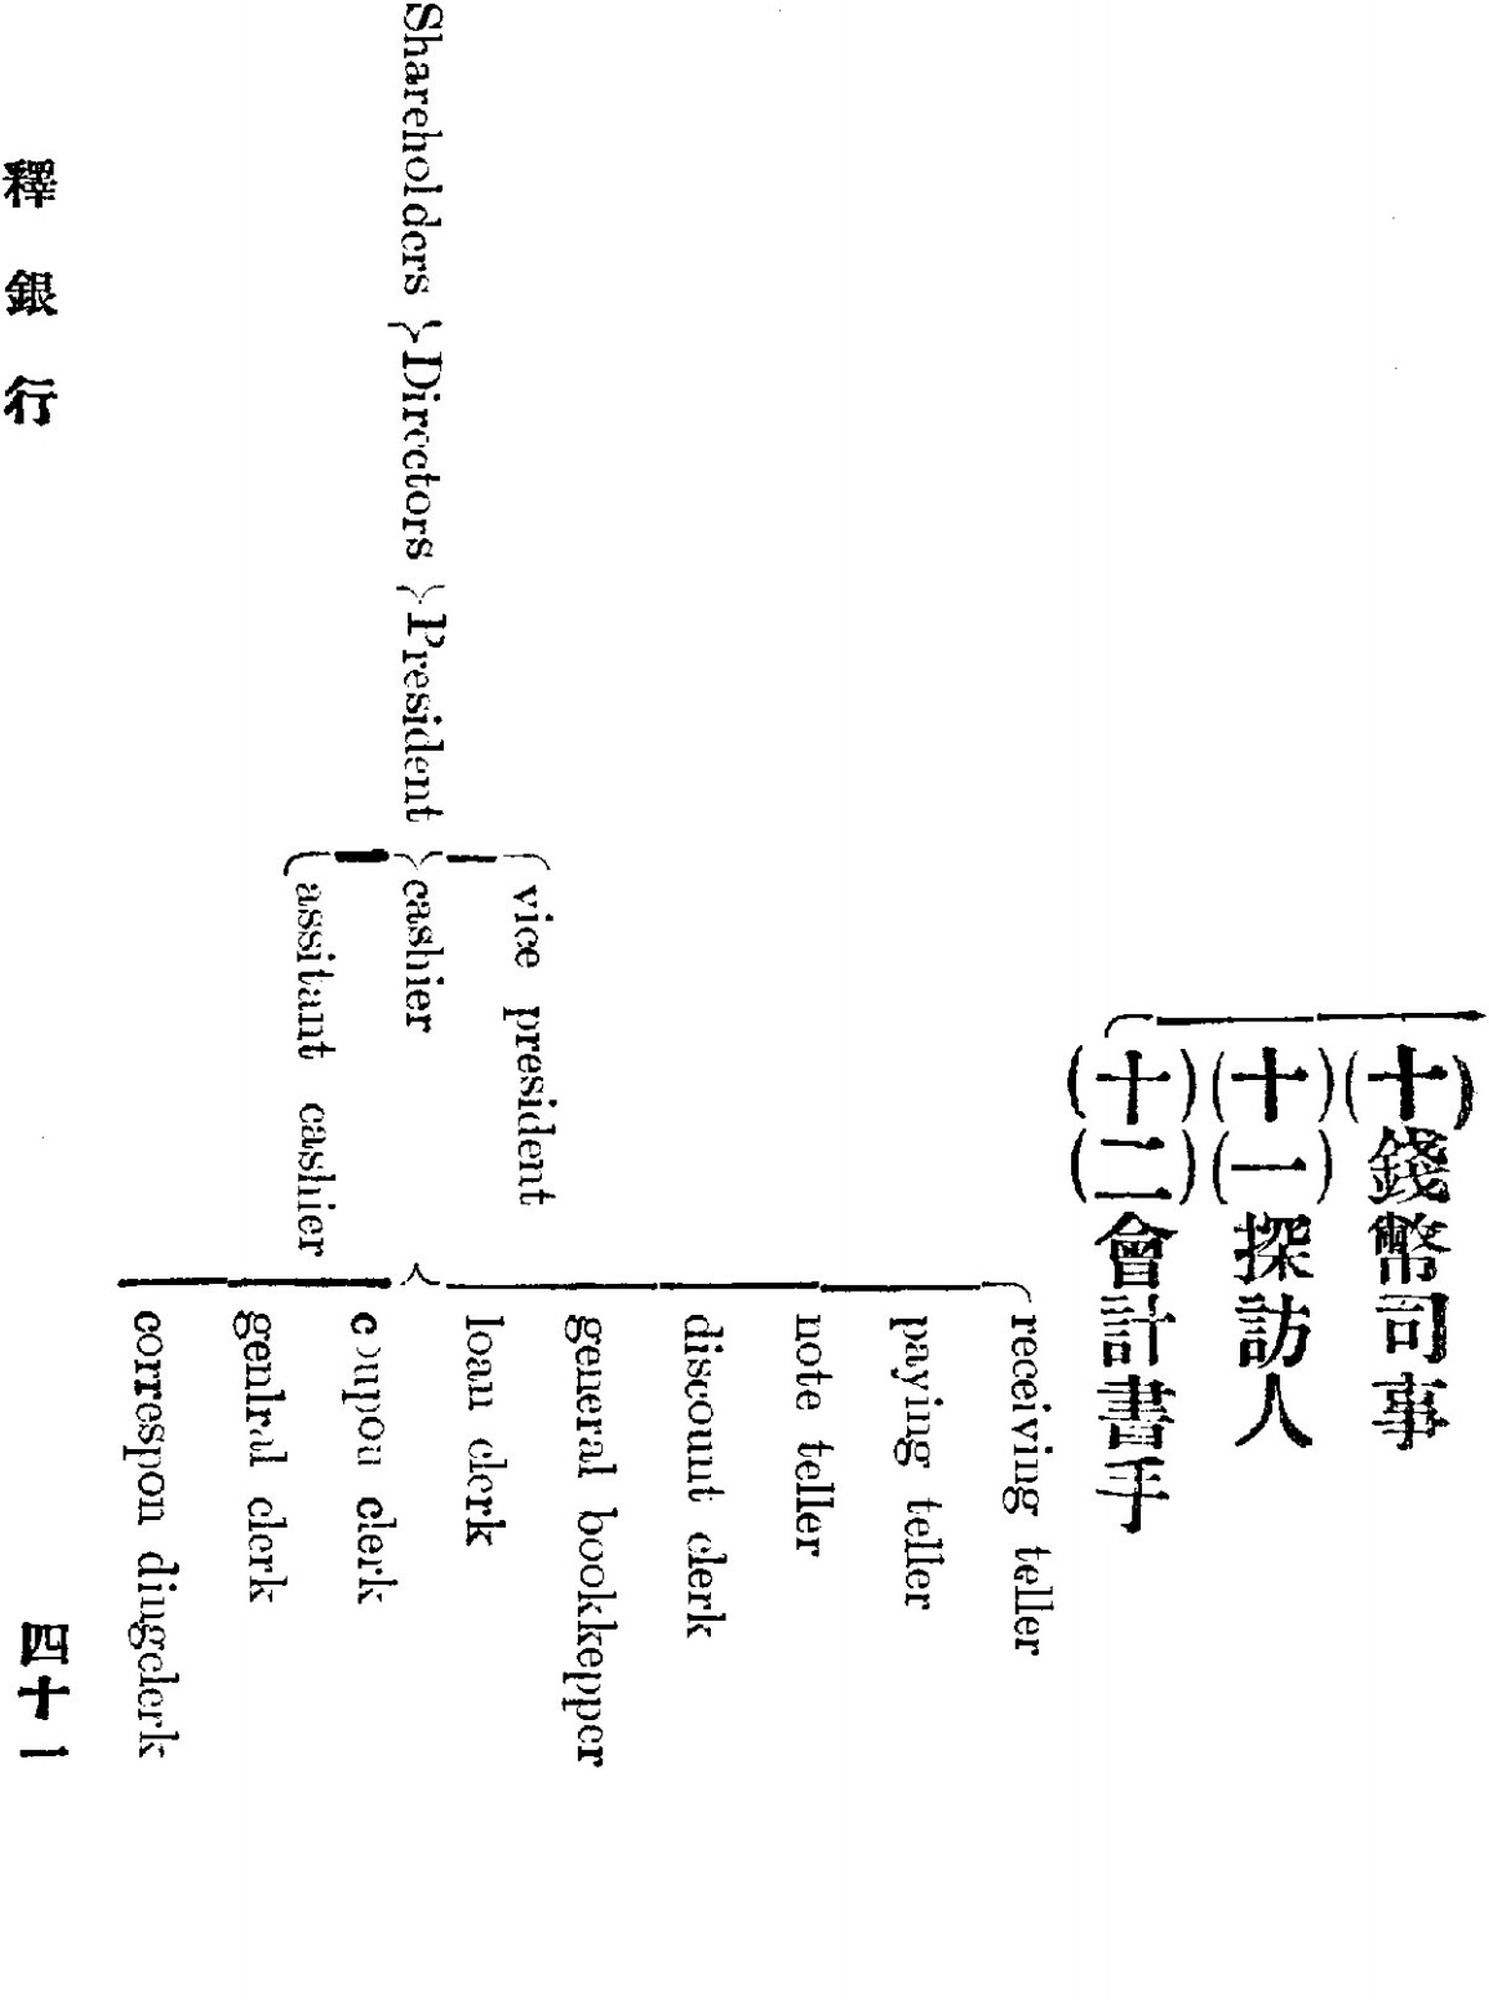 (十)錢幣司事
(十)(一)探訪人
(十)(二)會計書手
Shareholders
Directors
President
vice president
cashier
assitant cashier
receiving teller
paying teller
note teller
discount clerk
general bookkepper
loan clerk
coupou clerk
genlral clerk
correspon dingclerk
釋銀行
四十一